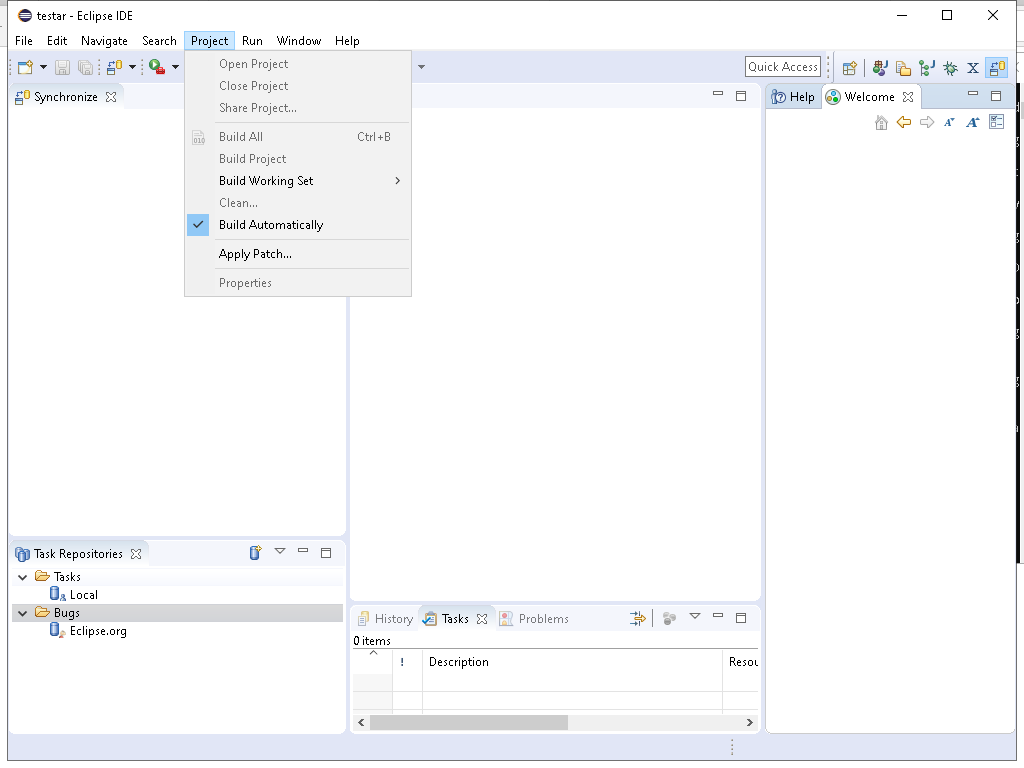 testar - Eclipse IDE
File Edit Navigate Search Project Run Window Help
Quick Access
Synchronize
Help Welcome
Open Project
Close Project
Share Project...
Build All Ctrl+B
Build Project
Build Working Set
Clean...
Build Automatically
Apply Patch...
Properties
Task Repositories
Tasks
Local
Bugs
Eclipse.org
History Tasks Problems
0 items
! Description Resou